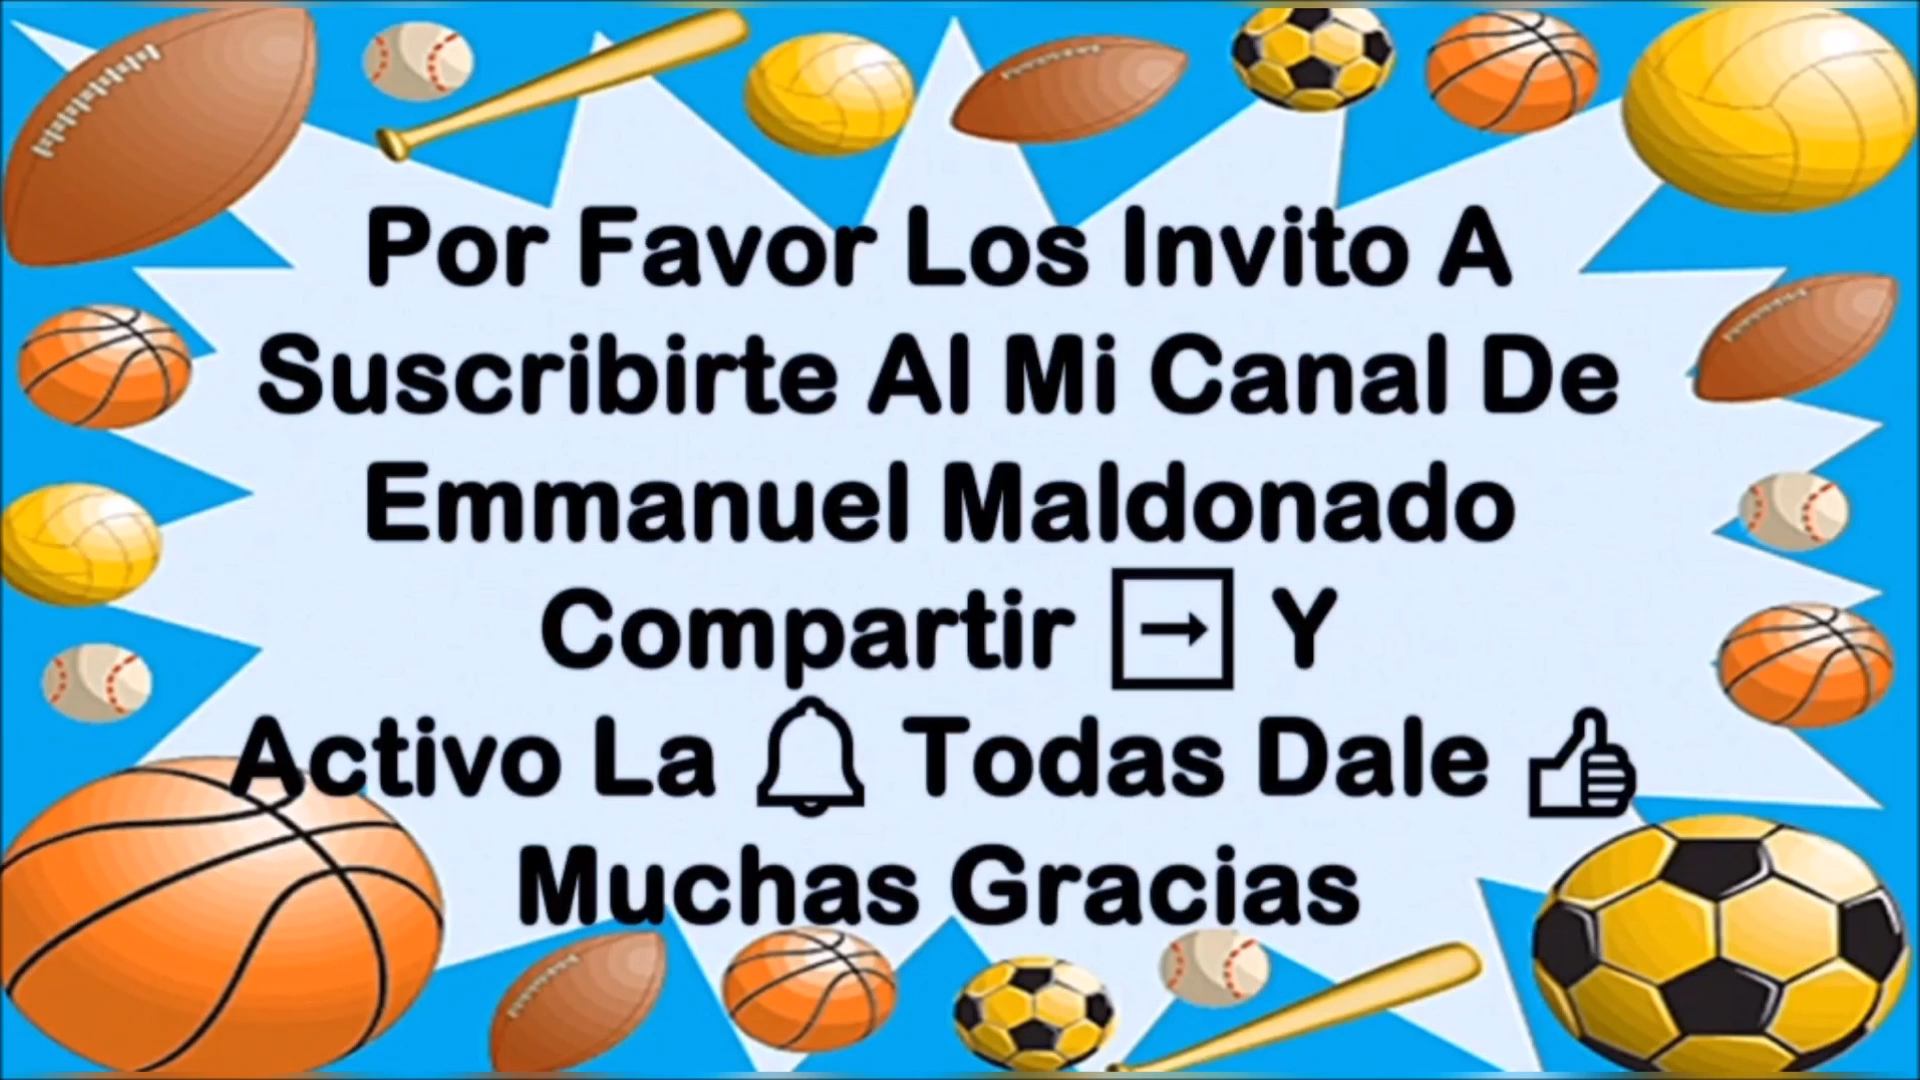 Por Favor Los Invito A
Suscribirte Al Mi Canal De
Emmanuel Maldonado
Compartir ➡ Y
Activo La 🔔 Todas Dale 👍
Muchas Gracias